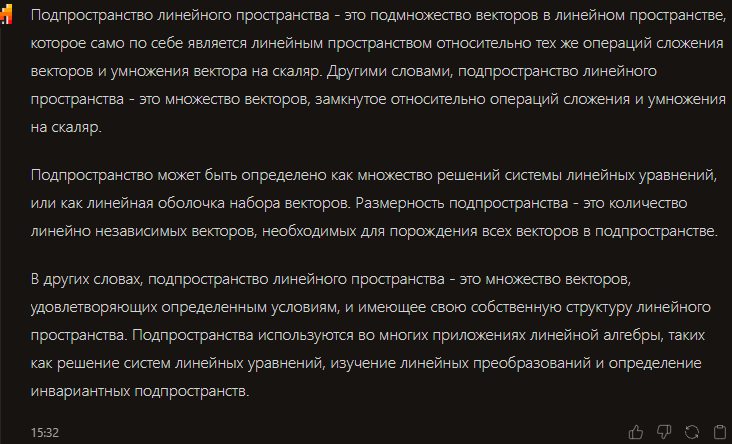 Подпространство линейного пространства - это подмножество векторов в линейном пространстве,
которое само по себе является линейным пространством относительно тех же операций сложения
векторов и умножения вектора на скаляр. Другими словами, подпространство линейного
пространства - это множество векторов, замкнутое относительно операций сложения и умножения
на скаляр.
Подпространство может быть определено как множество решений системы линейных уравнений,
или как линейная оболочка набора векторов. Размерность подпространства - это количество
линейно независимых векторов, необходимых для порождения всех векторов в подпространстве.
В других словах, подпространство линейного пространства - это множество векторов,
удовлетворяющих определенным условиям, и имеющее свою собственную структуру линейного
пространства. Подпространства используются во многих приложениях линейной алгебры, таких
как решение систем линейных уравнений, изучение линейных преобразований и определение
инвариантных подпространств.
15:32